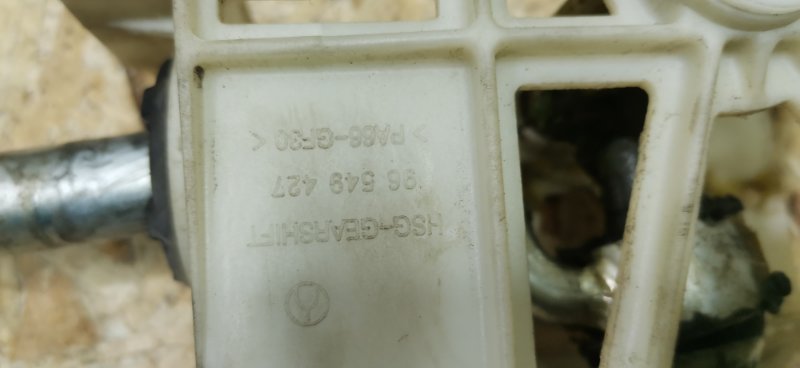 HSG-GEARSHIFT
96 549 427
> PA66-GF30 <